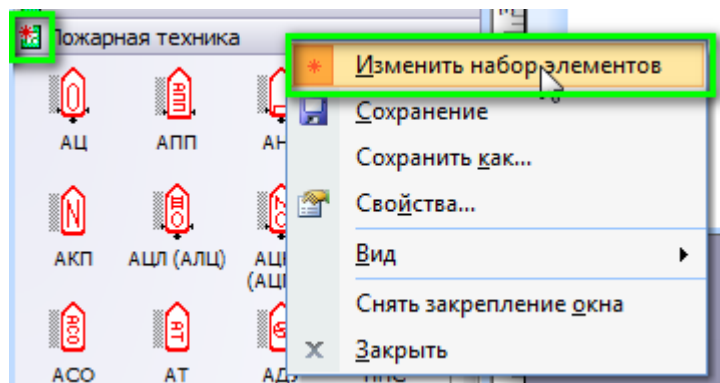 Пожарная техника
Изменить набор элементов
АЦ
АПП
АН
Сохранение
Сохранить как...
Свойства...
АКП
АЦЛ (АЛЦ)
Вид
Снять закрепление окна
АСО
АТ
Закрыть